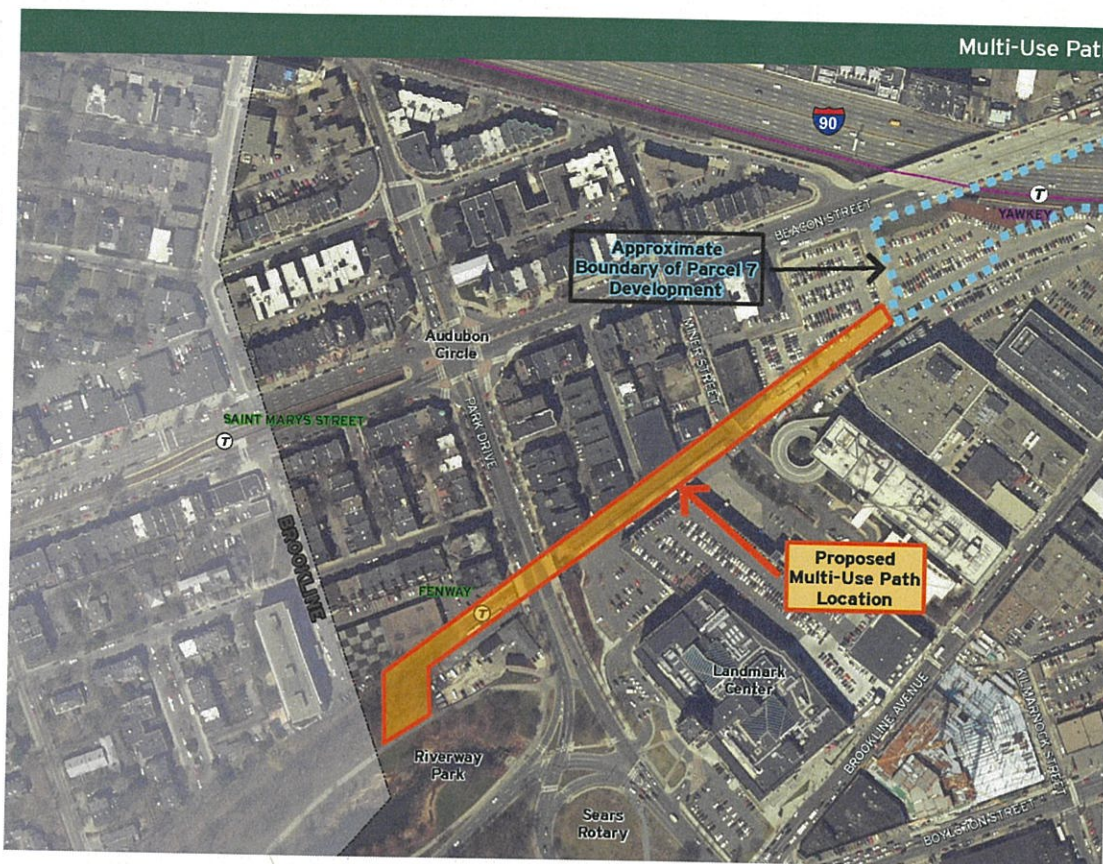 Multi-Use Pat
90
T
YAWKEY
BEACON STREET
Approximate
Boundary of Parcel 7
Development
MINER STREET
Audubon
Circle
PARK DRIVE
SAINT MARYS STREET
T
BROOKLINE
FENWAY
T
Proposed
Multi-Use Path
Location
Landmark
Center
BROOKLINE AVENUE
KILMARNOCK STREET
BOYLSTON STREET
Riverway
Park
Sears
Rotary